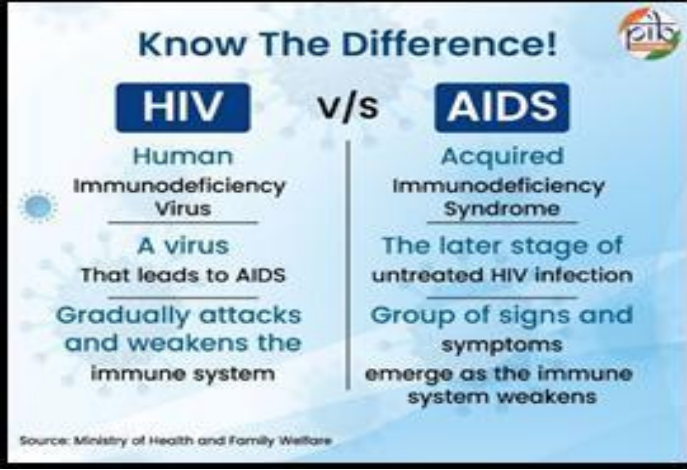 pib
Know The Difference!
HIV
v/s
AIDS
Human
Immunodeficiency
Virus
A virus
That leads to AIDS
Gradually attacks
and weakens the
immune system
Acquired
Immunodeficiency
Syndrome
The later stage of
untreated HIV infection
Group of signs and
symptoms
emerge as the immune
system weakens
Source: Ministry of Health and Family Welfare